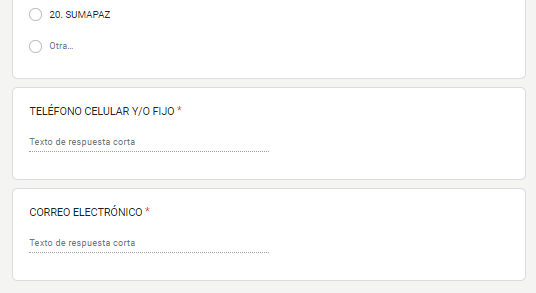 20. SUMAPAZ
Otra...
TELÉFONO CELULAR Y/O FIJO *
Texto de respuesta corta
CORREO ELECTRÓNICO *
Texto de respuesta corta